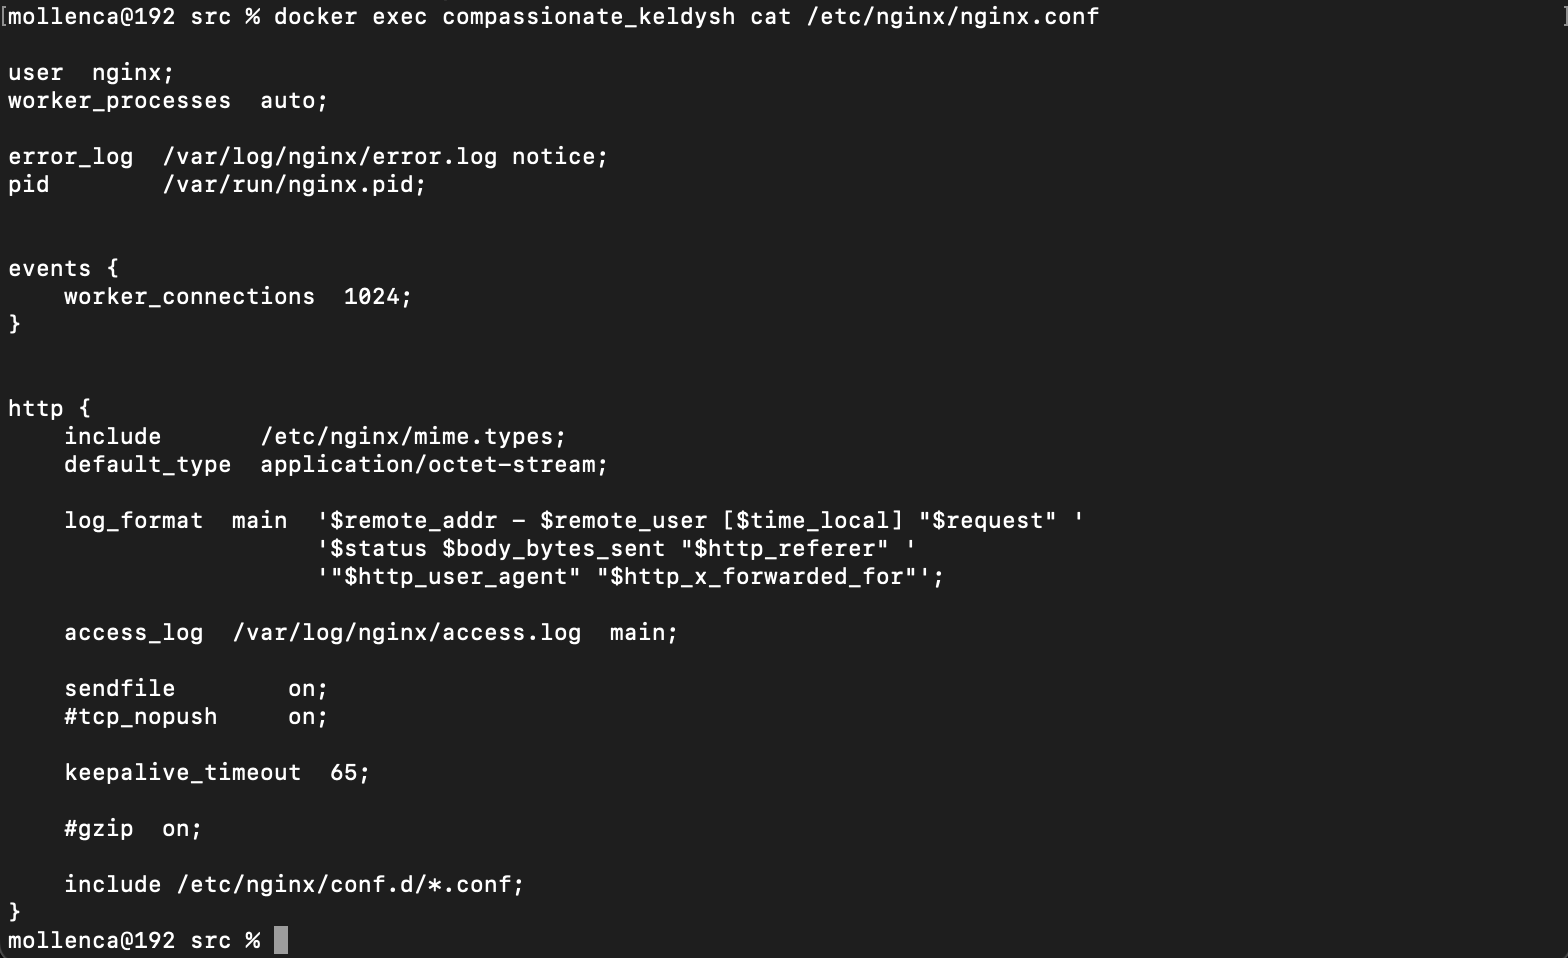 [mollenca@192 src % docker exec compassionate_keldysh cat /etc/nginx/nginx.conf ]

user  nginx;
worker_processes  auto;

error_log  /var/log/nginx/error.log notice;
pid        /var/run/nginx.pid;


events {
    worker_connections  1024;
}


http {
    include       /etc/nginx/mime.types;
    default_type  application/octet-stream;

    log_format  main  '$remote_addr - $remote_user [$time_local] "$request" '
                      '$status $body_bytes_sent "$http_referer" '
                      '"$http_user_agent" "$http_x_forwarded_for"';

    access_log  /var/log/nginx/access.log  main;

    sendfile        on;
    #tcp_nopush     on;

    keepalive_timeout  65;

    #gzip  on;

    include /etc/nginx/conf.d/*.conf;
}
mollenca@192 src %